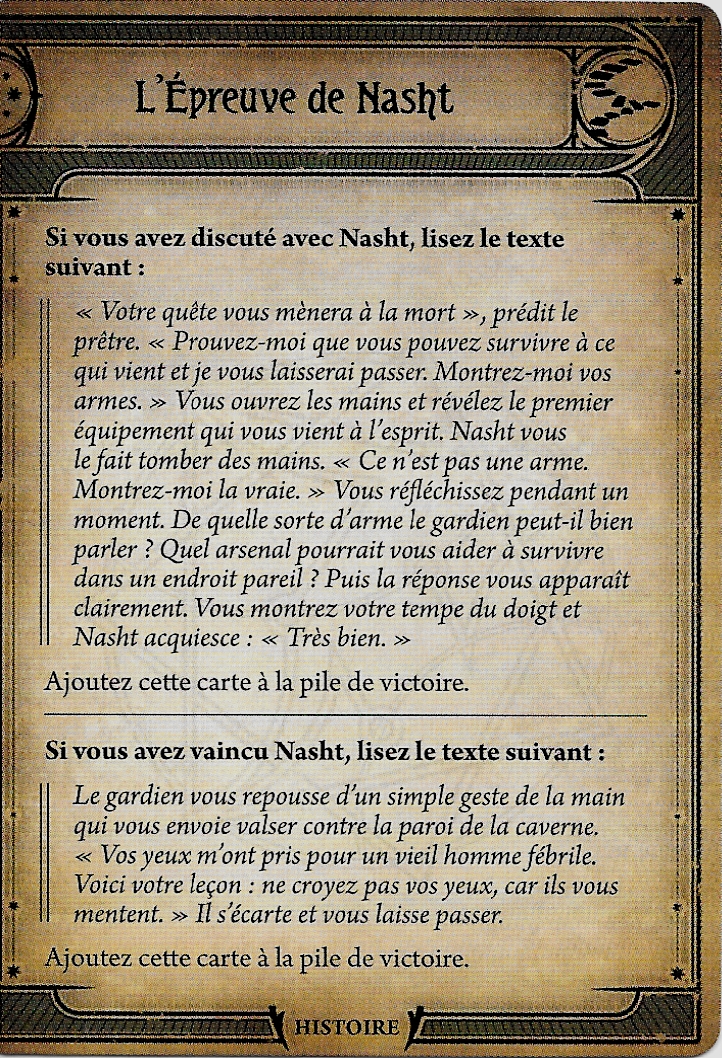 L'Épreuve de Nasht
Si vous avez discuté avec Nasht, lisez le texte
suivant :
« Votre quête vous mènera à la mort », prédit le
prêtre. « Prouvez-moi que vous pouvez survivre à ce
qui vient et je vous laisserai passer. Montrez-moi vos
armes. » Vous ouvrez les mains et révélez le premier
équipement qui vous vient à l'esprit. Nasht vous
le fait tomber des mains. « Ce n'est pas une arme.
Montrez-moi la vraie. » Vous réfléchissez pendant un
moment. De quelle sorte d'arme le gardien peut-il bien
parler ? Quel arsenal pourrait vous aider à survivre
dans un endroit pareil ? Puis la réponse vous apparaît
clairement. Vous montrez votre tempe du doigt et
Nasht acquiesce : « Très bien. »
Ajoutez cette carte à la pile de victoire.
Si vous avez vaincu Nasht, lisez le texte suivant :
Le gardien vous repousse d'un simple geste de la main
qui vous envoie valser contre la paroi de la caverne.
« Vos yeux m'ont pris pour un vieil homme fébrile.
Voici votre leçon : ne croyez pas vos yeux, car ils vous
mentent. » Il s'écarte et vous laisse passer.
Ajoutez cette carte à la pile de victoire.
HISTOIRE